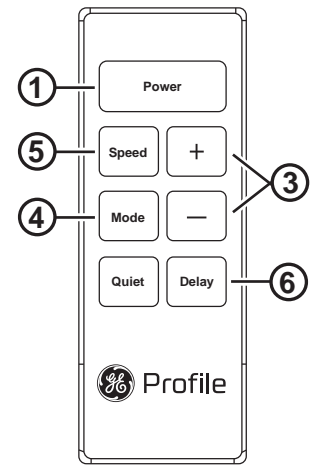 1 Power
5 Speed +
3
4 Mode —
Quiet Delay 6
GE Profile